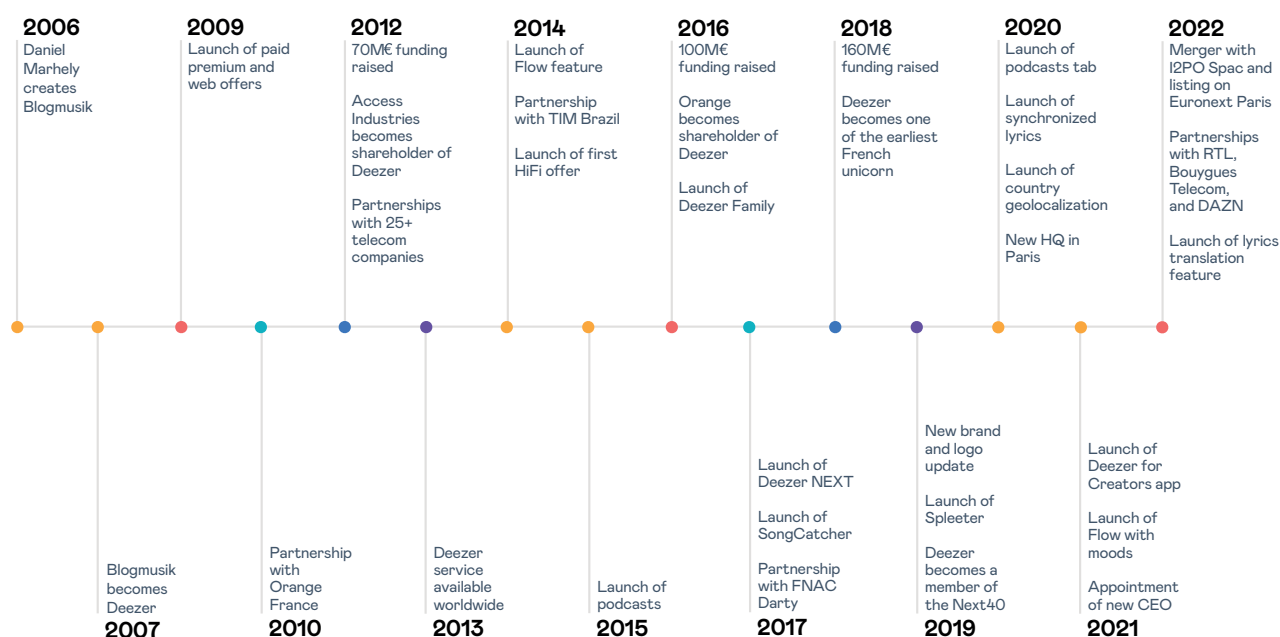 2006
Daniel
Marhely
creates
Blogmusik
2009
Launch of paid
premium and
web offers
2012
70M€ funding
raised
Access
Industries
becomes
shareholder of
Deezer
Partnerships
with 25+
telecom
companies
2014
Launch of
Flow feature
Partnership
with TIM Brazil
Launch of first
HiFi offer
2016
100M€
funding raised
Orange
becomes
shareholder of
Deezer
Launch of
Deezer Family
2018
160M€
funding raised
Deezer
becomes one
of the earliest
French
unicorn
2020
Launch of
podcasts tab
Launch of
synchronized
lyrics
Launch of
country
geolocalization
New HQ in
Paris
2022
Merger with
I2PO Spac and
listing on
Euronext Paris
Partnerships
with RTL,
Bouygues
Telecom,
and DAZN
Launch of lyrics
translation
feature
Blogmusik
becomes
Deezer
2007
Partnership
with
Orange
France
2010
Deezer
service
available
worldwide
2013
Launch of
podcasts
2015
Launch of
Deezer NEXT
Launch of
SongCatcher
Partnership
with FNAC
Darty
2017
New brand
and logo
update
Launch of
Spleeter
Deezer
becomes a
member of
the Next40
2019
Launch of
Deezer for
Creators app
Launch of
Flow with
moods
Appointment
of new CEO
2021